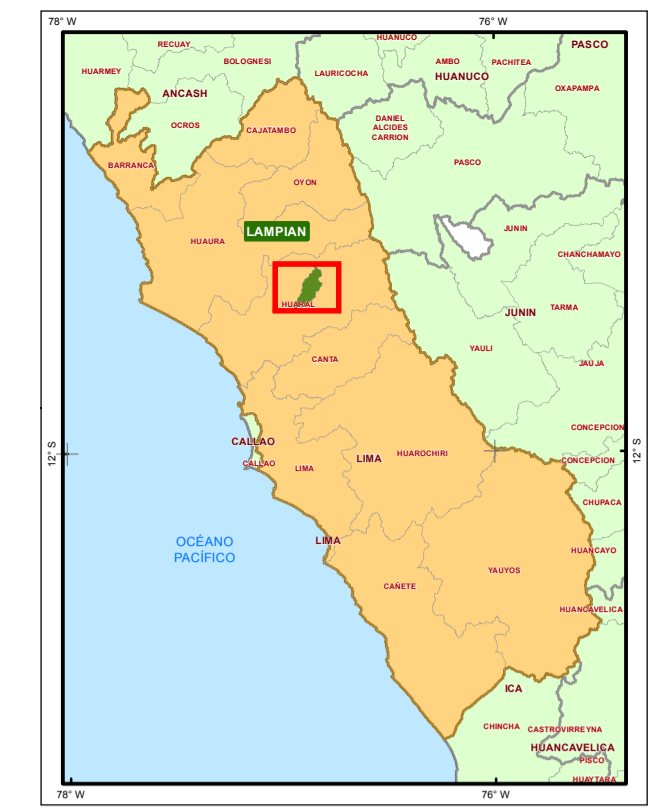 78° W
76° W
RECUAY
HUANUCO
PASCO
BOLOGNESI
AMBO
PACHITEA
HUARMEY
LAURICOCHA
HUANUCO
OXAPAMPA
ANCASH
OCROS
CAJATAMBO
DANIEL
ALCIDES
CARRION
BARRANCA
PASCO
OYON
LAMPIAN
JUNIN
HUAURA
CHANCHAMAYO
HUARAL
JUNIN
TARMA
YAULI
CANTA
JAUJA
CONCEPCION
CALLAO
12° S
LIMA
HUAROCHIRI
12° S
CALLAO
LIMA
CONCEPCION
CHUPACA
OCÉANO
PACÍFICO
LIMA
HUANCAYO
YAUYOS
CAÑETE
HUANCAVELICA
ICA
CHINCHA
CASTROVIRREYNA
HUANCAVELICA
PISCO
HUAYTARA
78° W
76° W